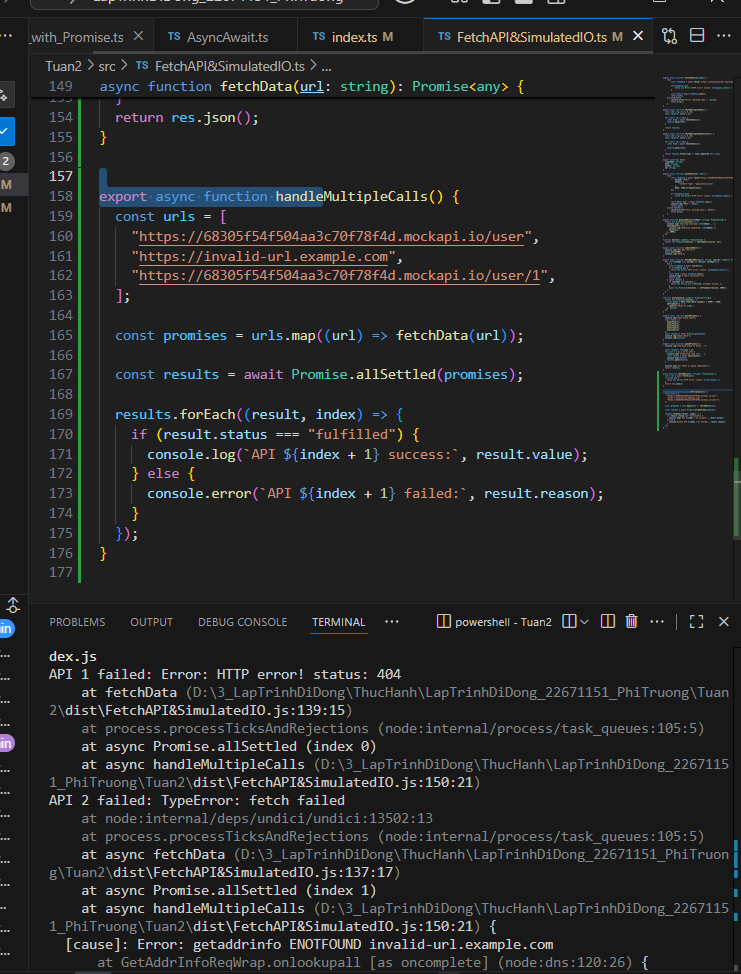 _with_Promise.ts
TS AsyncAwait.ts
TS index.ts M
TS FetchAPI&SimulatedIO.ts M
Tuan2 > src > TS FetchAPI&SimulatedIO.ts > ...
149 async function fetchData(url: string): Promise<any> {
153 }
154 return res.json();
155 }
156
157
158 export async function handleMultipleCalls() {
159 const urls = [
160 "https://68305f54f504aa3c70f78f4d.mockapi.io/user",
161 "https://invalid-url.example.com",
162 "https://68305f54f504aa3c70f78f4d.mockapi.io/user/1",
163 ];
164
165 const promises = urls.map((url) => fetchData(url));
166
167 const results = await Promise.allSettled(promises);
168
169 results.forEach((result, index) => {
170 if (result.status === "fulfilled") {
171 console.log(`API ${index + 1} success:`, result.value);
172 } else {
173 console.error(`API ${index + 1} failed:`, result.reason);
174 }
175 });
176 }
177
2
M
M
in
in
PROBLEMS OUTPUT DEBUG CONSOLE TERMINAL ... powershell - Tuan2
dex.js
API 1 failed: Error: HTTP error! status: 404
at fetchData (D:\3_LapTrinhDiDong\ThucHanh\LapTrinhDiDong_22671151_PhiTruong\Tuan
2\dist\FetchAPI&SimulatedIO.js:139:15)
at process.processTicksAndRejections (node:internal/process/task_queues:105:5)
at async Promise.allSettled (index 0)
at async handleMultipleCalls (D:\3_LapTrinhDiDong\ThucHanh\LapTrinhDiDong_2267115
1_PhiTruong\Tuan2\dist\FetchAPI&SimulatedIO.js:150:21)
API 2 failed: TypeError: fetch failed
at node:internal/deps/undici/undici:13502:13
at process.processTicksAndRejections (node:internal/process/task_queues:105:5)
at async fetchData (D:\3_LapTrinhDiDong\ThucHanh\LapTrinhDiDong_22671151_PhiTruon
g\Tuan2\dist\FetchAPI&SimulatedIO.js:137:17)
at async Promise.allSettled (index 1)
at async handleMultipleCalls (D:\3_LapTrinhDiDong\ThucHanh\LapTrinhDiDong_2267115
1_PhiTruong\Tuan2\dist\FetchAPI&SimulatedIO.js:150:21) {
[cause]: Error: getaddrinfo ENOTFOUND invalid-url.example.com
at GetAddrInfoReqWrap.onlookupall [as oncomplete] (node:dns:120:26) {